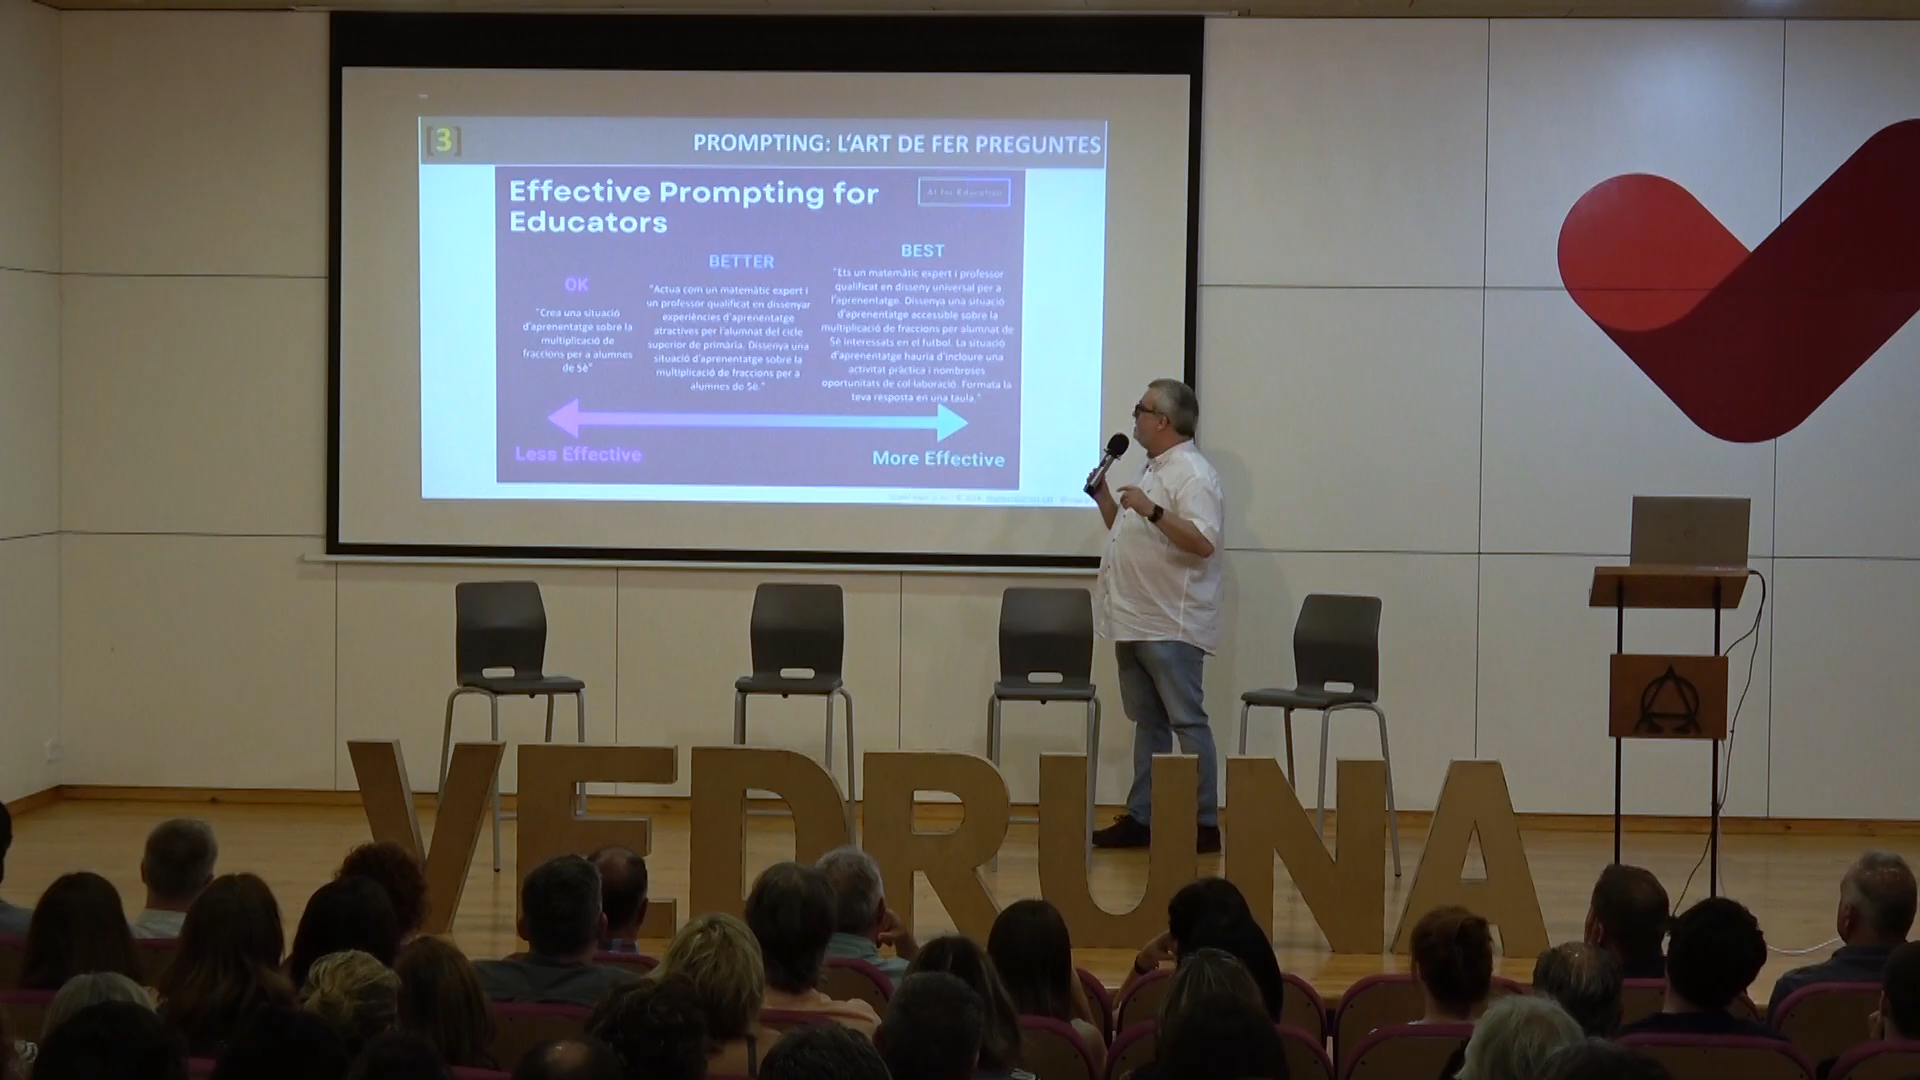 [3]
PROMPTING: L'ART DE FER PREGUNTES
Effective Prompting for
Educators
AI for Education
OK
"Crea una situació
d'aprenentatge sobre la
multiplicació de
fraccions per a alumnes
de 5è"
BETTER
"Actua com un matemàtic expert i
un professor qualificat en dissenyar
experiències d'aprenentatge
atractives per l'alumnat del cicle
superior de primària. Dissenya una
situació d'aprenentatge sobre la
multiplicació de fraccions per a
alumnes de 5è."
BEST
"Ets un matemàtic expert i professor
qualificat en disseny universal per a
l'aprenentatge. Dissenya una situació
d'aprenentatge accessible sobre la
multiplicació de fraccions per alumnat de
5è interessats en el futbol. La situació
d'aprenentatge hauria d'incloure una
activitat pràctica i nombroses
oportunitats de col·laboració. Formata la
teva resposta en una taula."
Less Effective
More Effective
VEDRUNA